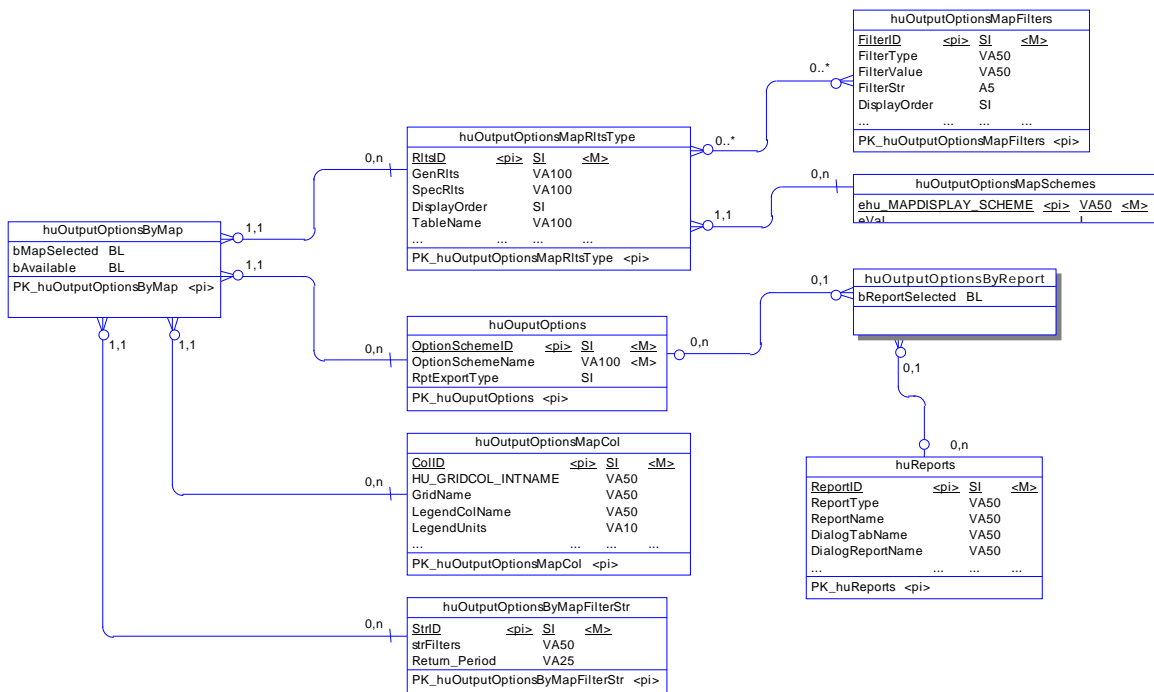 huOutputOptionsMapFilters
FilterID <pi> SI <M>
FilterType VA50
FilterValue VA50
FilterStr A5
DisplayOrder SI
... ... ... ...
PK_huOutputOptionsMapFilters <pi>
0..*
0..*
huOutputOptionsMapRltsType
RltsID <pi> SI <M>
GenRlts VA100
SpecRlts VA100
DisplayOrder SI
TableName VA100
... ... ... ...
PK_huOutputOptionsMapRltsType <pi>
0,n
1,1
0,n
1,1
huOutputOptionsMapSchemes
ehu_MAPDISPLAY_SCHEME <pi> VA50 <M>
huOutputOptionsByMap
bMapSelected BL
bAvailable BL
PK_huOutputOptionsByMap <pi>
1,1
0,n
1,1
1,1
huOutputOptionsByReport
bReportSelected BL
0,1
0,n
huOuputOptions
OptionSchemeID <pi> SI <M>
OptionSchemeName VA100 <M>
RptExportType SI
PK_huOuputOptions <pi>
0,1
0,n
huOutputOptionsMapCol
ColID <pi> SI <M>
HU_GRIDCOL_INTNAME VA50
GridName VA50
LegendColName VA50
LegendUnits VA10
... ... ... ...
PK_huOutputOptionsMapCol <pi>
0,n
huReports
ReportID <pi> SI <M>
ReportType VA50
ReportName VA50
DialogTabName VA50
DialogReportName VA50
... ... ... ...
PK_huReports <pi>
0,n
huOutputOptionsByMapFilterStr
StrID <pi> SI <M>
strFilters VA50
Return_Period VA25
PK_huOutputOptionsByMapFilterStr <pi>